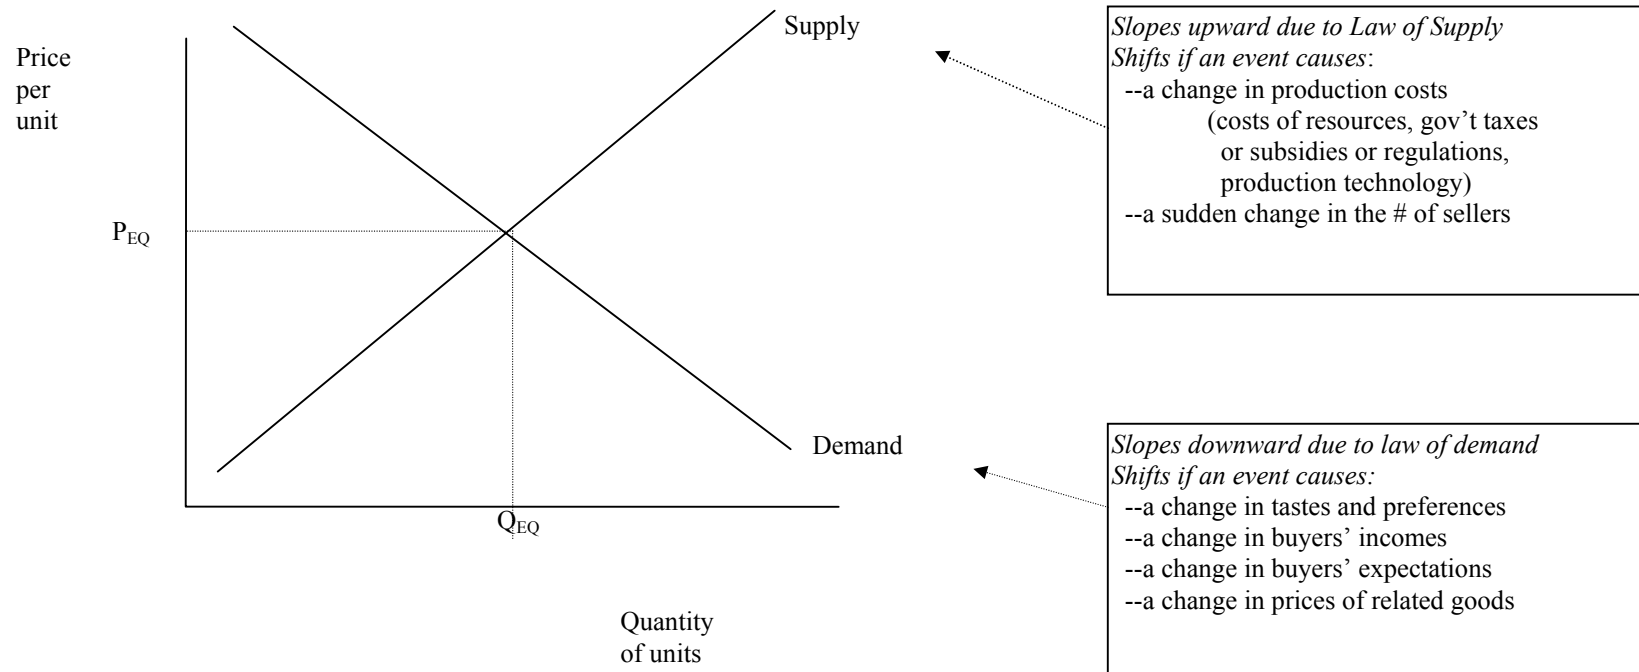 Price
per
unit
Supply
P_EQ
Q_EQ
Demand
Quantity
of units
Slopes upward due to Law of Supply
Shifts if an event causes:
--a change in production costs
(costs of resources, gov’t taxes
or subsidies or regulations,
production technology)
--a sudden change in the # of sellers
Slopes downward due to law of demand
Shifts if an event causes:
--a change in tastes and preferences
--a change in buyers’ incomes
--a change in buyers’ expectations
--a change in prices of related goods